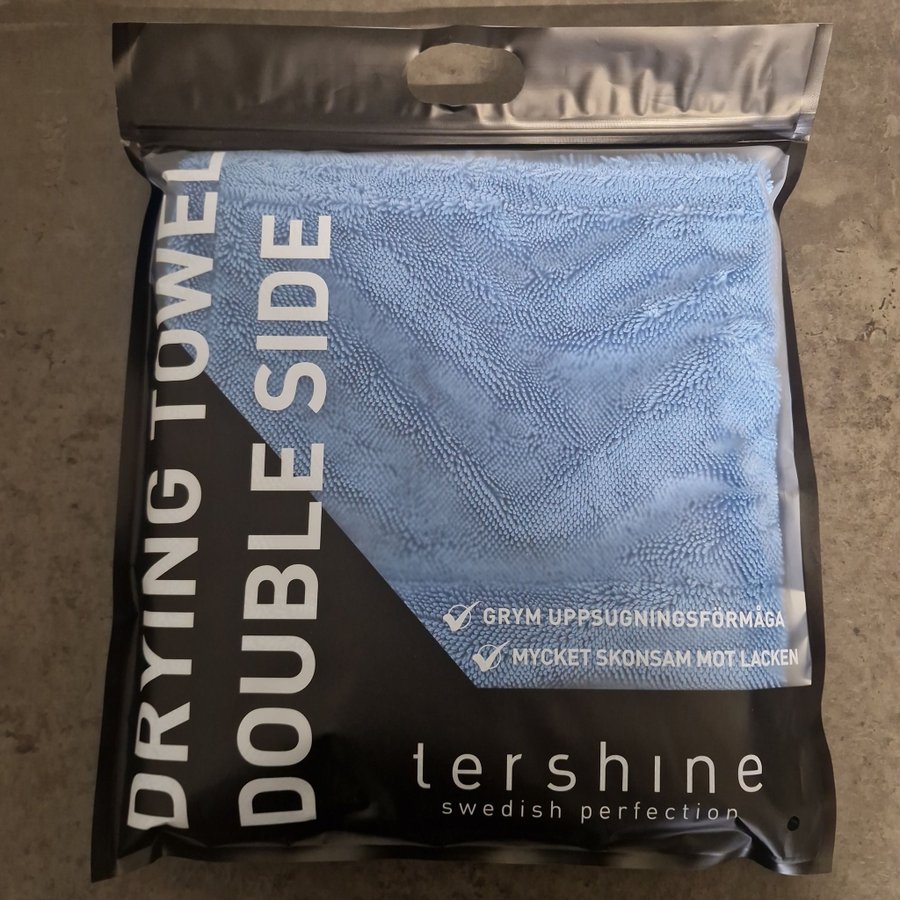 DRYING TOWEL
DOUBLE SIDE
GRYM UPPSUGNINGSFÖRMÅGA
MYCKET SKONSAM MOT LACKEN
tershine
swedish perfection